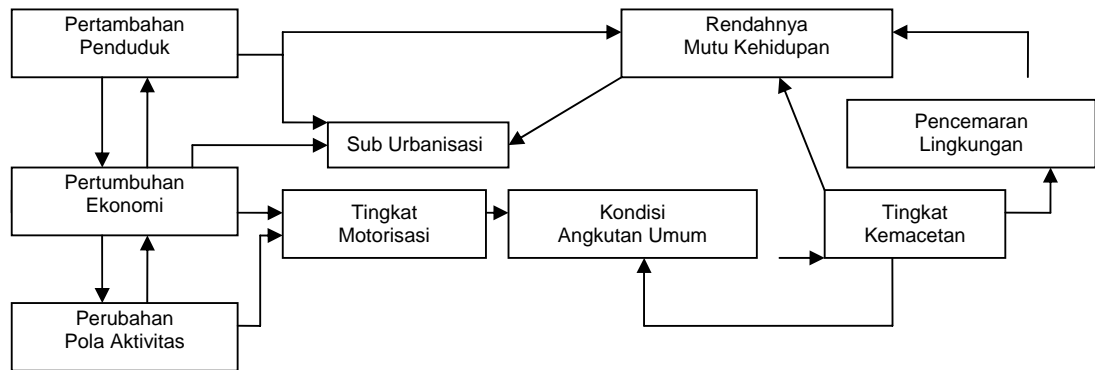 Pertambahan
Penduduk
Rendahnya
Mutu Kehidupan
Sub Urbanisasi
Pencemaran
Lingkungan
Pertumbuhan
Ekonomi
Tingkat
Motorisasi
Kondisi
Angkutan Umum
Tingkat
Kemacetan
Perubahan
Pola Aktivitas